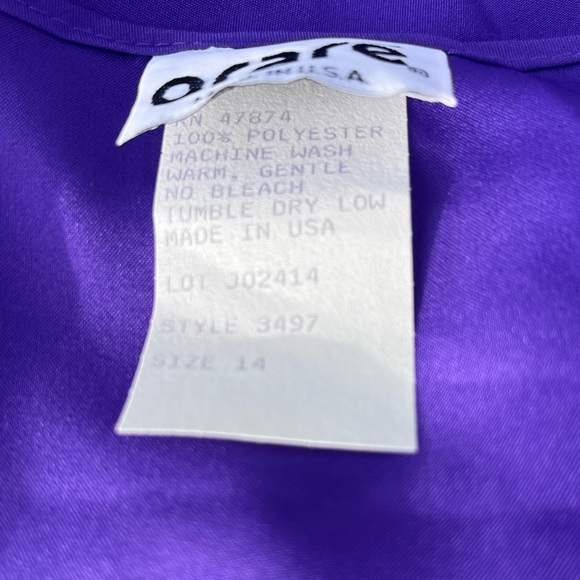 orare®
IN U.S.A
RN 47874
100% POLYESTER
MACHINE WASH
WARM, GENTLE
NO BLEACH
TUMBLE DRY LOW
MADE IN USA
LOT J02414
STYLE 3497
SIZE 14